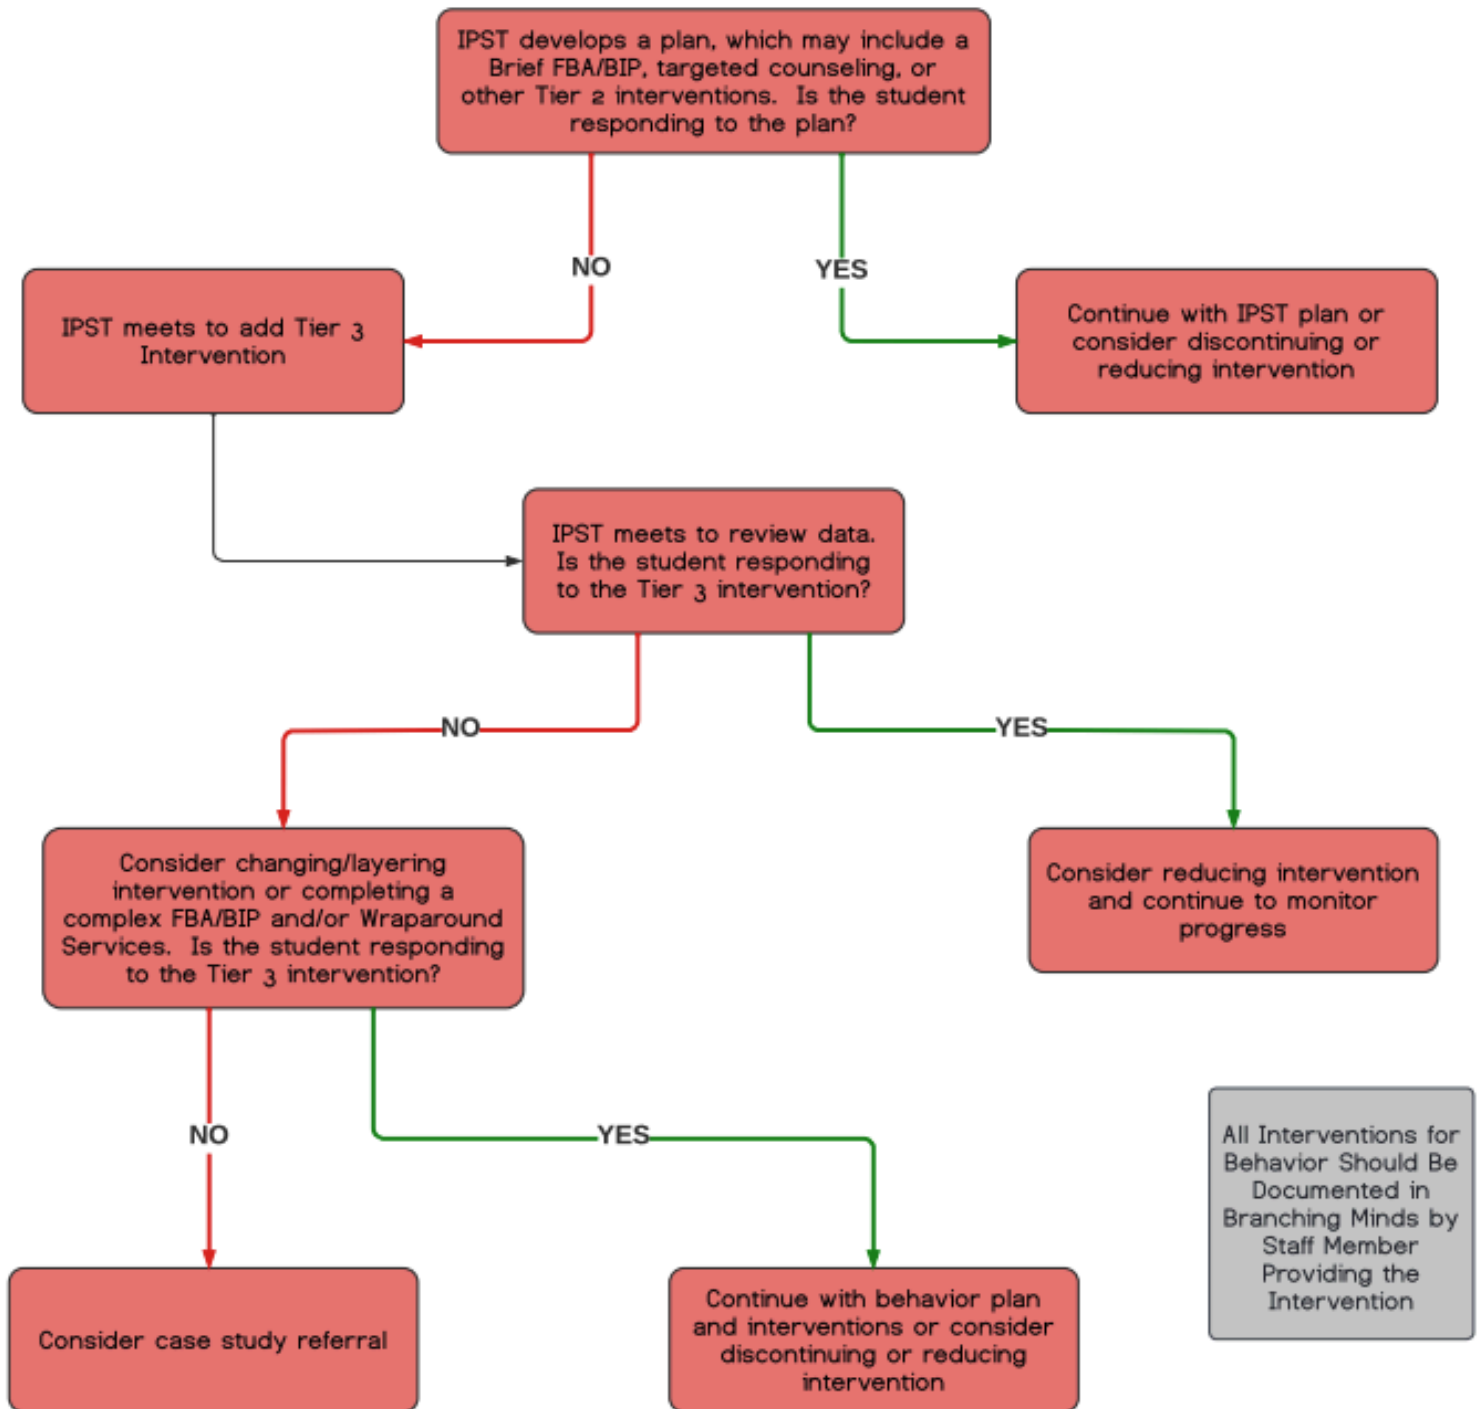 IPST develops a plan, which may include a
Brief FBA/BIP, targeted counseling, or
other Tier 2 interventions.  Is the student
responding to the plan?
NO
YES
IPST meets to add Tier 3
Intervention
Continue with IPST plan or
consider discontinuing or
reducing intervention
IPST meets to review data.
Is the student responding
to the Tier 3 intervention?
NO
YES
Consider changing/layering
intervention or completing a
complex FBA/BIP and/or Wraparound
Services.  Is the student responding
to the Tier 3 intervention?
Consider reducing intervention
and continue to monitor
progress
NO
YES
All Interventions for
Behavior Should Be
Documented in
Branching Minds by
Staff Member
Providing the
Intervention
Consider case study referral
Continue with behavior plan
and interventions or consider
discontinuing or reducing
intervention